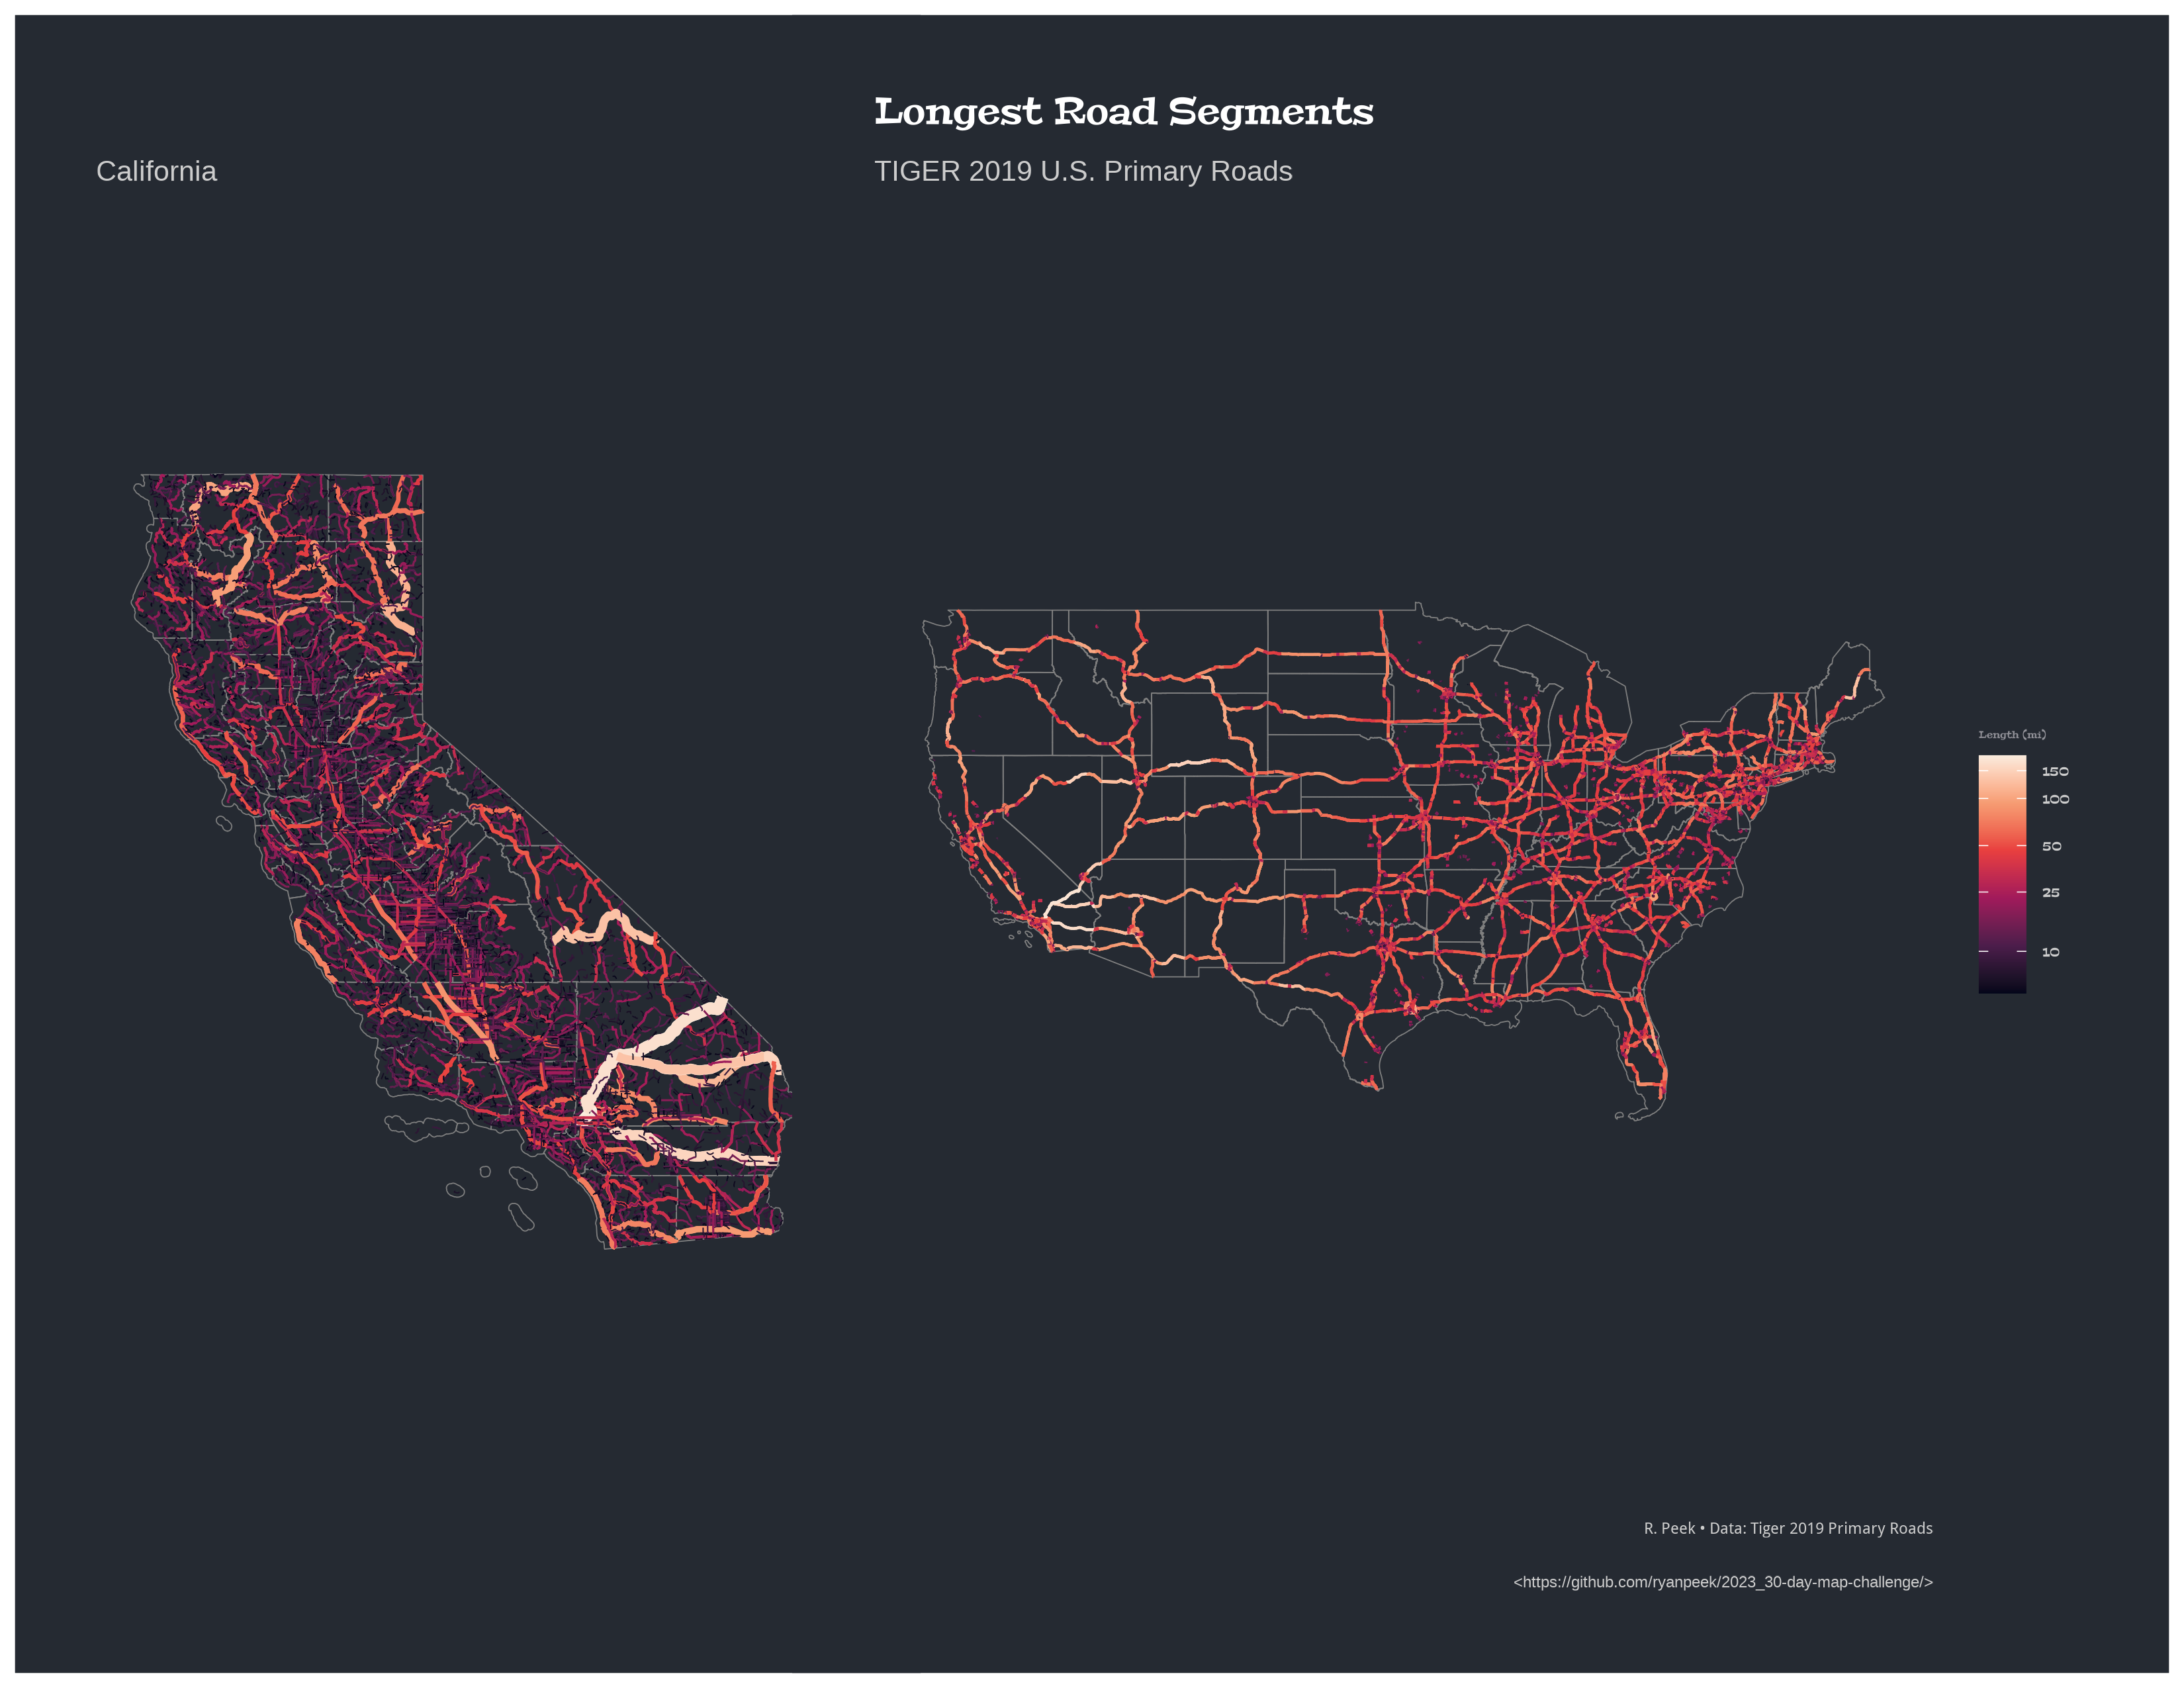 Longest Road Segments
California
TIGER 2019 U.S. Primary Roads
Length (mi)
150
100
50
25
10
R. Peek • Data: Tiger 2019 Primary Roads
<https://github.com/ryanpeek/2023_30-day-map-challenge/>